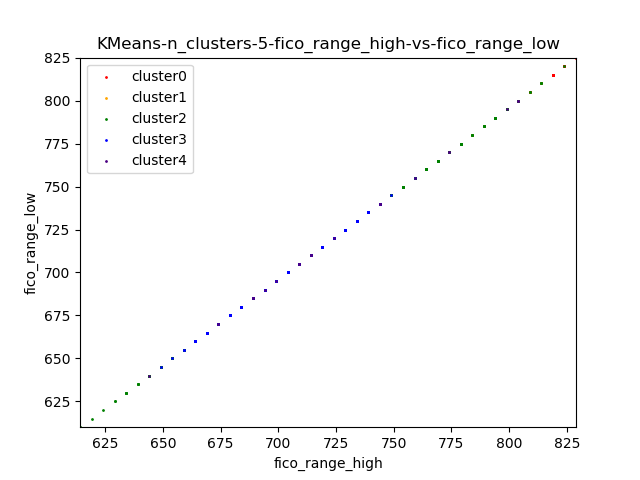 KMeans-n_clusters-5-fico_range_high-vs-fico_range_low
825
800
775
750
725
700
675
650
625
fico_range_low
cluster0
cluster1
cluster2
cluster3
cluster4
625 650 675 700 725 750 775 800 825
fico_range_high